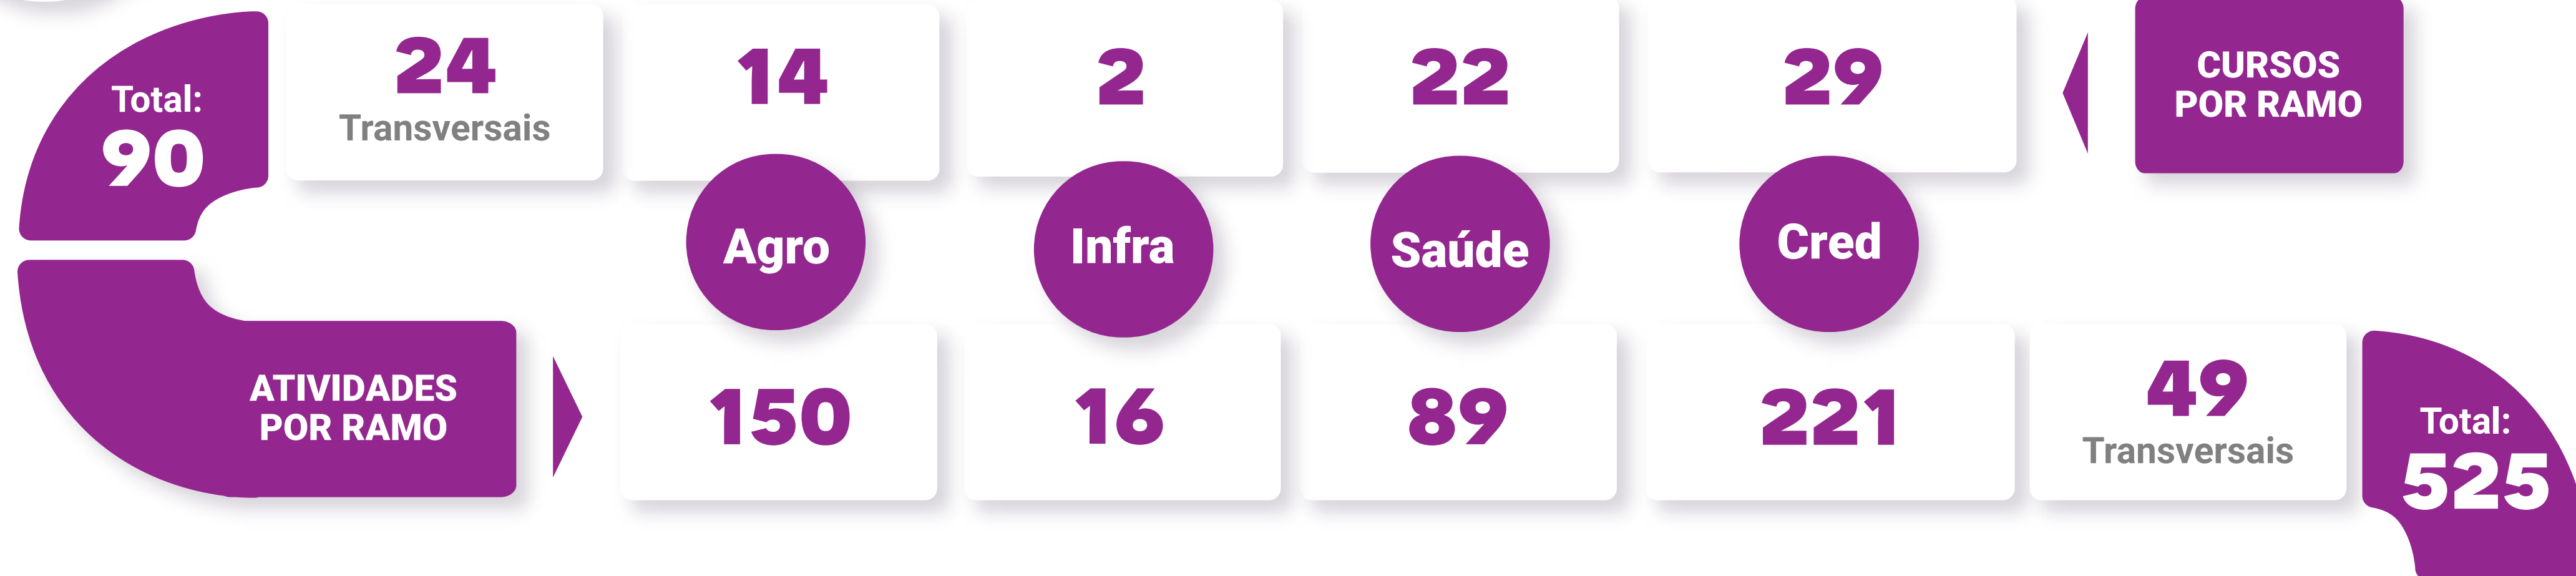 Total:
90
24
Transversais
14
2
22
29
CURSOS
POR RAMO
Agro
Infra
Saúde
Cred
ATIVIDADES
POR RAMO
150
16
89
221
49
Transversais
Total:
525